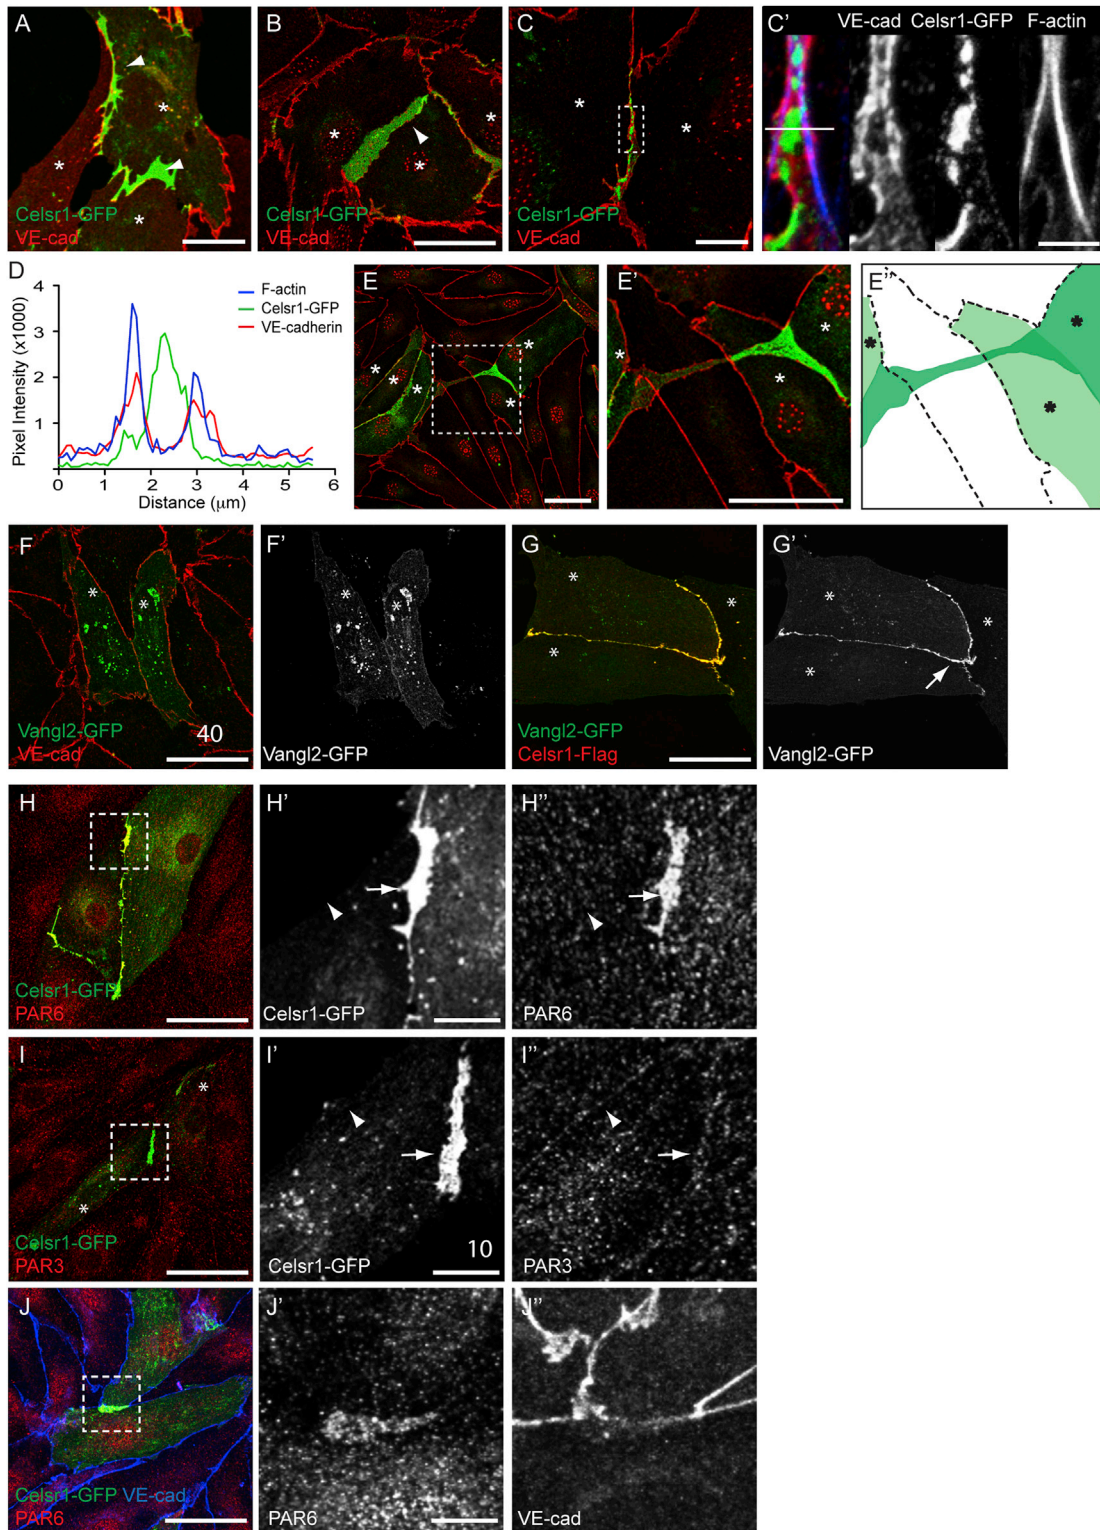 A
Celsr1-GFP
VE-cad
B
Celsr1-GFP
VE-cad
C
Celsr1-GFP
VE-cad
C'
VE-cad Celsr1-GFP F-actin
D
4
3
2
1
Pixel Intensity (x1000)
F-actin
Celsr1-GFP
VE-cadherin
0 1 2 3 4 5 6
Distance (μm)
E
E'
E''
F
Vangl2-GFP
VE-cad
40
F'
Vangl2-GFP
G
Vangl2-GFP
Celsr1-Flag
G'
Vangl2-GFP
H
Celsr1-GFP
PAR6
H'
Celsr1-GFP
H''
PAR6
I
Celsr1-GFP
PAR3
I'
10
Celsr1-GFP
I''
PAR3
J
Celsr1-GFP VE-cad
PAR6
J'
PAR6
J''
VE-cad